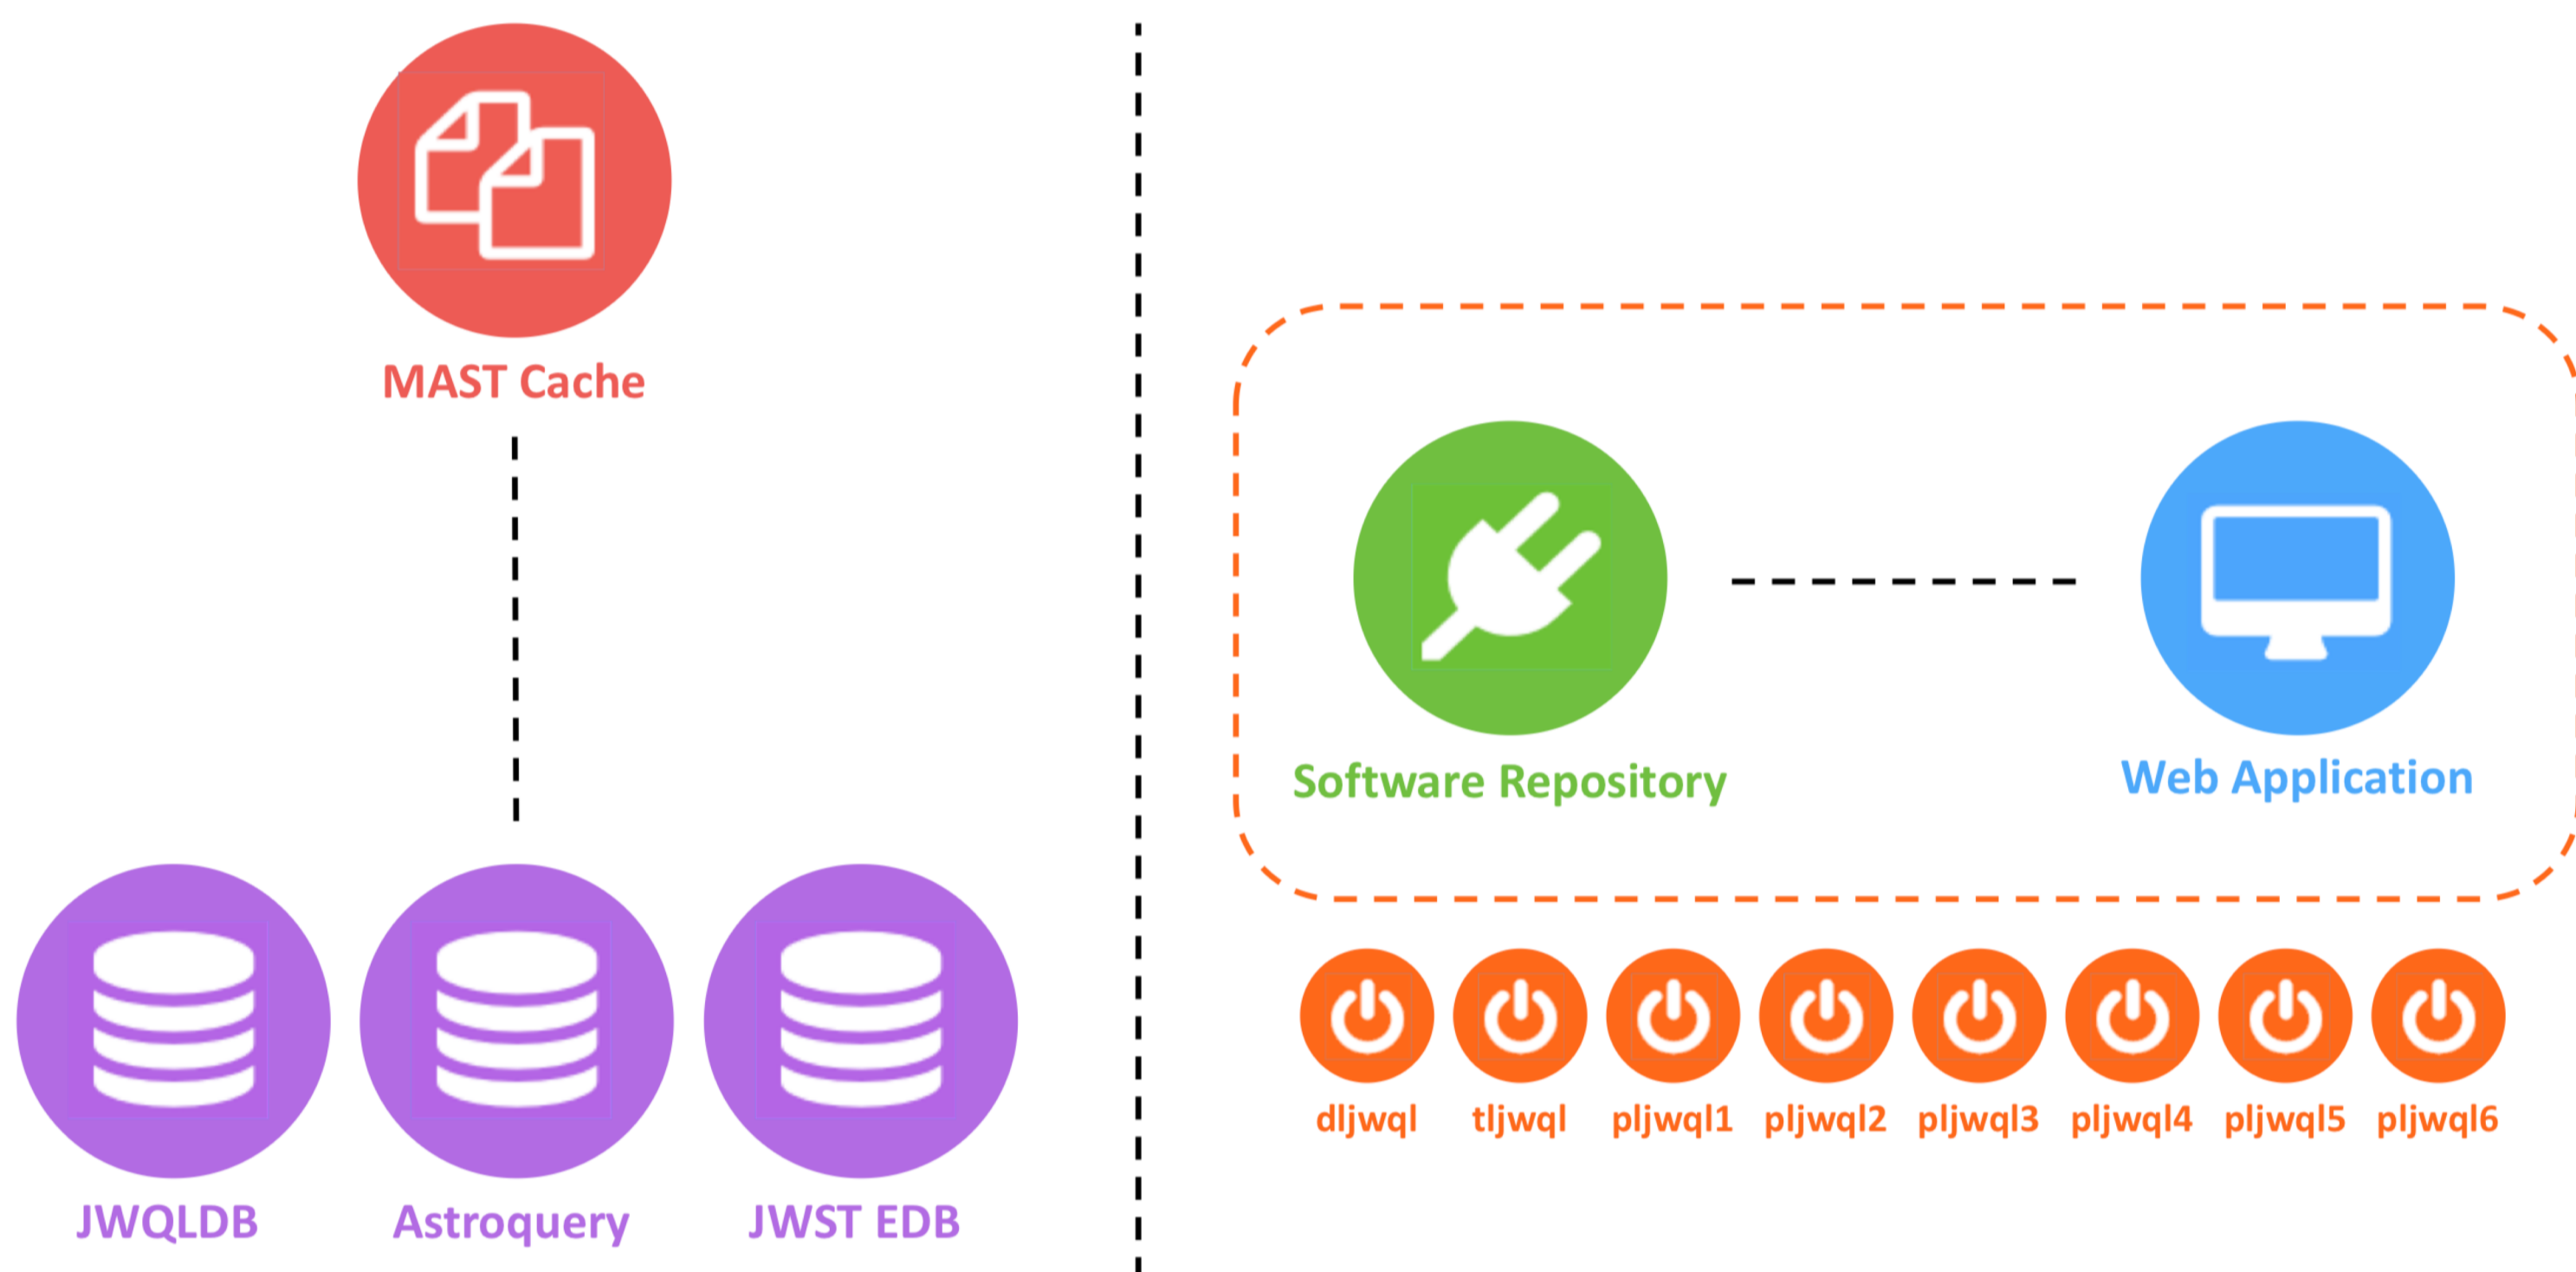 MAST Cache
JWQLDB
Astroquery
JWST EDB
Software Repository
Web Application
dljwql
tljwql
pljwql1
pljwql2
pljwql3
pljwql4
pljwql5
pljwql6